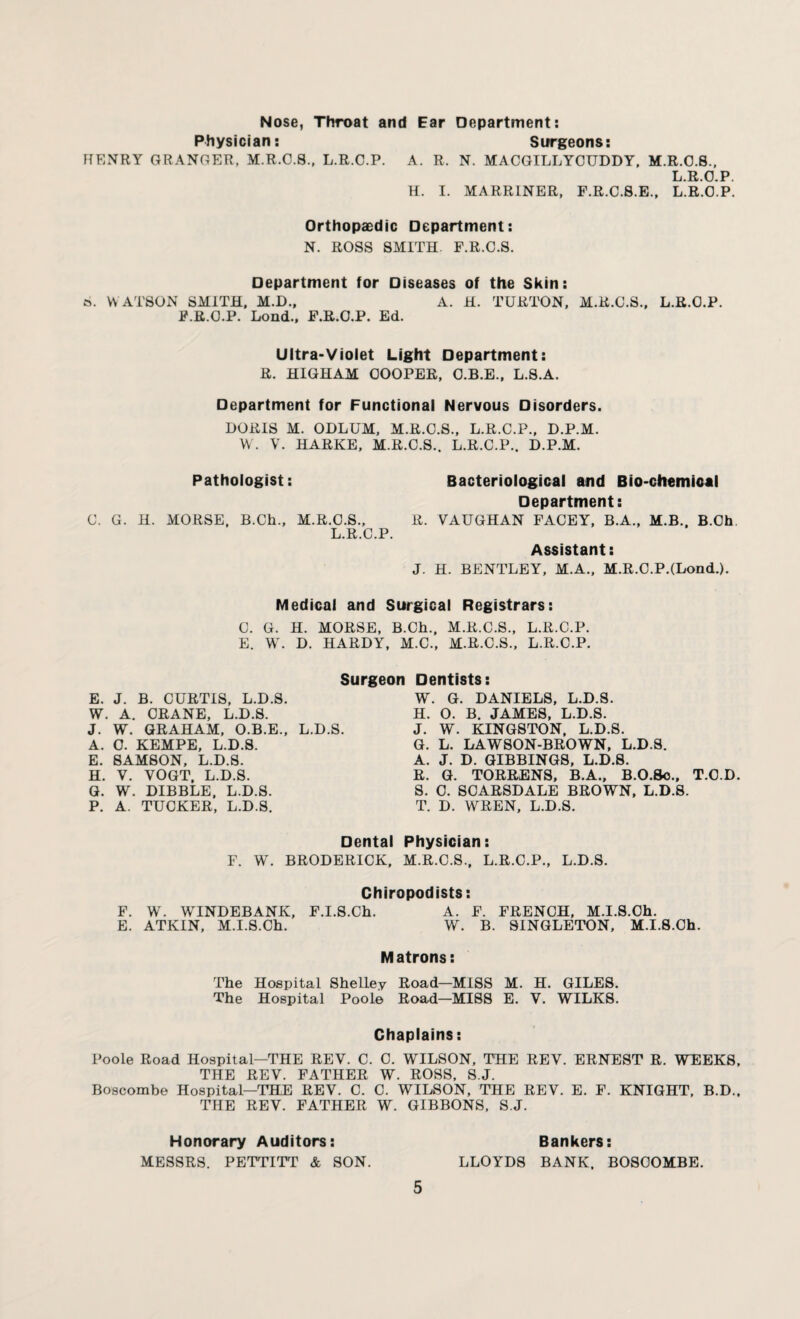 Nose, Throat and Ear Department:
Physician: Surgeons:
HENRY GRANGER, M.R.C.S., L.R.C.P. A. R. N. MACGILLYCUDDY, M.R.C.S.,
L.R.C.P.
H. I. MARRINER, F.R.C.S.E., L.R.C.P.
Orthopædic Department:
N. ROSS SMITH. F.R.C.S.
Department for Diseases of the Skin:
S. WATSON SMITH, M.D., A. H. TURTON, M.R.C.S., L.R.C.P.
F.R.C.P. Lond., F.R.C.P. Ed.
Ultra-Violet Light Department:
R. HIGHAM COOPER, C.B.E., L.S.A.
Department for Functional Nervous Disorders.
DORIS M. ODLUM, M.R.C.S., L.R.C.P., D.P.M.
W. V. HARKE, M.R.C.S., L.R.C.P., D.P.M.
Pathologist: Bacteriological and Bio-chemical
Department:
C. G. H. MORSE, B.Ch., M.R.C.S., R. VAUGHAN FACEY, B.A., M.B., B.Ch.
L.R.C.P.
Assistant:
J. H. BENTLEY, M.A., M.R.C.P.(Lond.).
Medical and Surgical Registrars:
C. G. H. MORSE, B.Ch., M.R.C.S., L.R.C.P.
E. W. D. HARDY, M.C., M.R.C.S., L.R.C.P.
Surgeon Dentists:
E. J. B. CURTIS, L.D.S. W. G. DANIELS, L.D.S.
W. A. CRANE, L.D.S. H. O. B. JAMES, L.D.S.
J. W. GRAHAM, O.B.E., L.D.S. J. W. KINGSTON, L.D.S.
A. C. KEMPE, L.D.S. G. L. LAWSON-BROWN, L.D.S.
E. SAMSON, L.D.S. A. J. D. GIBBINGS, L.D.S.
H. V. VOGT, L.D.S. R. G. TORRENS, B.A., B.O.Sc., T.C.D.
G. W. DIBBLE, L.D.S. S. C. SCARSDALE BROWN, L.D.S.
P. A. TUCKER, L.D.S. T. D. WREN, L.D.S.
Dental Physician:
F. W. BRODERICK, M.R.C.S., L.R.C.P., L.D.S.
Chiropodists:
F. W. WINDEBANK, F.I.S.Ch. A. F. FRENCH, M.I.S.Ch.
E. ATKIN, M.I.S.Ch. W. B. SINGLETON, M.I.S.Ch.
Matrons:
The Hospital Shelley Road—MISS M. H. GILES.
The Hospital Poole Road—MISS E. V. WILKS.
Chaplains:
Poole Road Hospital—THE REV. C. C. WILSON, THE REV. ERNEST R. WEEKS,
THE REV. FATHER W. ROSS, S.J.
Boscombe Hospital—THE REV. C. C. WILSON, THE REV. E. F. KNIGHT, B.D.,
THE REV. FATHER W. GIBBONS, S.J.
Honorary Auditors: Bankers:
MESSRS. PETTITT & SON. LLOYDS BANK, BOSCOMBE.
5